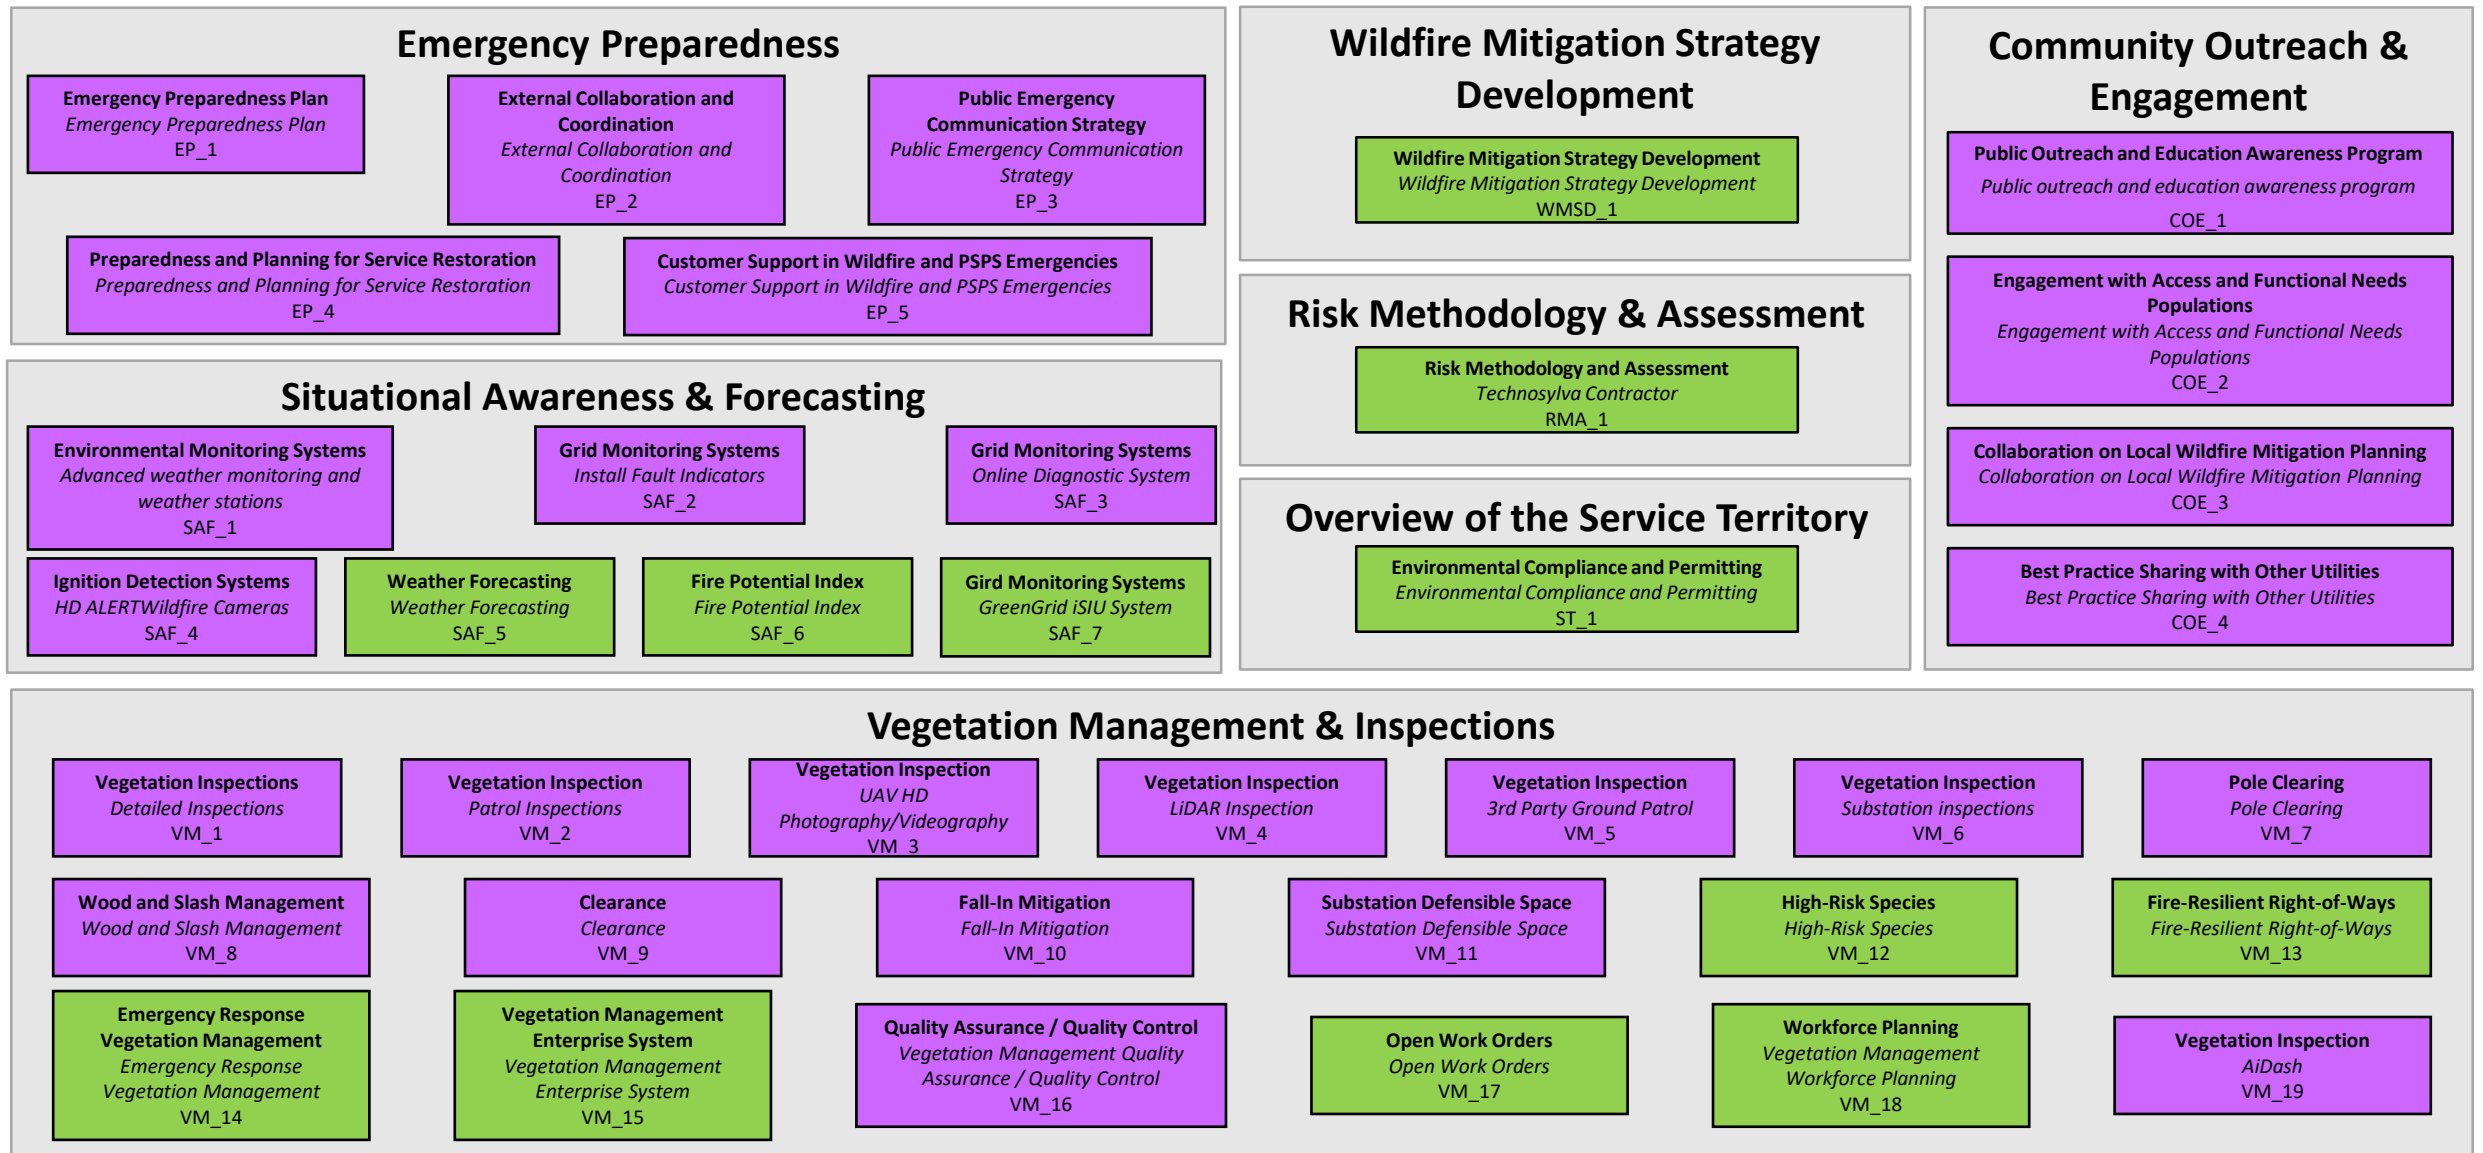 Emergency Preparedness
Emergency Preparedness Plan
Emergency Preparedness Plan
EP_1
External Collaboration and
Coordination
External Collaboration and
Coordination
EP_2
Public Emergency
Communication Strategy
Public Emergency Communication
Strategy
EP_3
Preparedness and Planning for Service Restoration
Preparedness and Planning for Service Restoration
EP_4
Customer Support in Wildfire and PSPS Emergencies
Customer Support in Wildfire and PSPS Emergencies
EP_5
Situational Awareness & Forecasting
Environmental Monitoring Systems
Advanced weather monitoring and
weather stations
SAF_1
Grid Monitoring Systems
Install Fault Indicators
SAF_2
Grid Monitoring Systems
Online Diagnostic System
SAF_3
Ignition Detection Systems
HD ALERTWildfire Cameras
SAF_4
Weather Forecasting
Weather Forecasting
SAF_5
Fire Potential Index
Fire Potential Index
SAF_6
Gird Monitoring Systems
GreenGrid iSIU System
SAF_7
Wildfire Mitigation Strategy
Development
Wildfire Mitigation Strategy Development
Wildfire Mitigation Strategy Development
WMSD_1
Risk Methodology & Assessment
Risk Methodology and Assessment
Technosylva Contractor
RMA_1
Overview of the Service Territory
Environmental Compliance and Permitting
Environmental Compliance and Permitting
ST_1
Community Outreach &
Engagement
Public Outreach and Education Awareness Program
Public outreach and education awareness program
COE_1
Engagement with Access and Functional Needs
Populations
Engagement with Access and Functional Needs
Populations
COE_2
Collaboration on Local Wildfire Mitigation Planning
Collaboration on Local Wildfire Mitigation Planning
COE_3
Best Practice Sharing with Other Utilities
Best Practice Sharing with Other Utilities
COE_4
Vegetation Management & Inspections
Vegetation Inspections
Detailed Inspections
VM_1
Vegetation Inspection
Patrol Inspections
VM_2
Vegetation Inspection
UAV HD
Photography/Videography
VM_3
Vegetation Inspection
LiDAR Inspection
VM_4
Vegetation Inspection
3rd Party Ground Patrol
VM_5
Vegetation Inspection
Substation inspections
VM_6
Pole Clearing
Pole Clearing
VM_7
Wood and Slash Management
Wood and Slash Management
VM_8
Clearance
Clearance
VM_9
Fall-In Mitigation
Fall-In Mitigation
VM_10
Substation Defensible Space
Substation Defensible Space
VM_11
High-Risk Species
High-Risk Species
VM_12
Fire-Resilient Right-of-Ways
Fire-Resilient Right-of-Ways
VM_13
Emergency Response
Vegetation Management
Emergency Response
Vegetation Management
VM_14
Vegetation Management
Enterprise System
Vegetation Management
Enterprise System
VM_15
Quality Assurance / Quality Control
Vegetation Management Quality
Assurance / Quality Control
VM_16
Open Work Orders
Open Work Orders
VM_17
Workforce Planning
Vegetation Management
Workforce Planning
VM_18
Vegetation Inspection
AiDash
VM_19